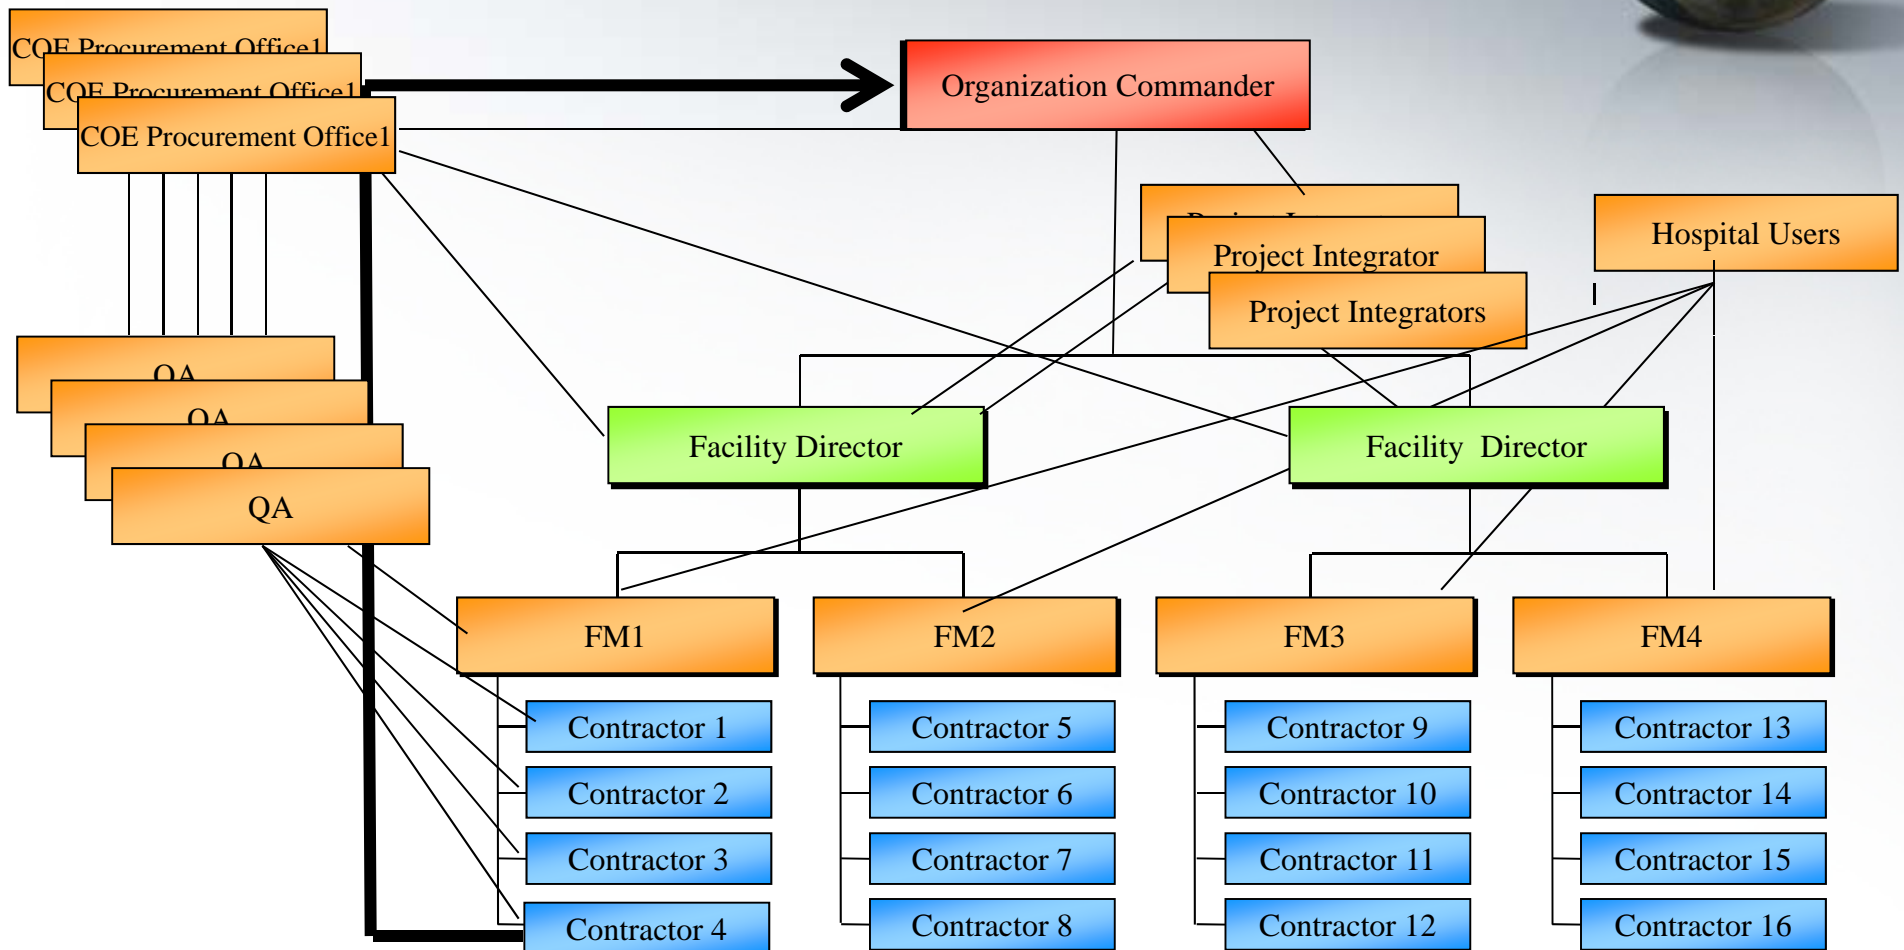 COE Procurement Office1
COE Procurement Office1
COE Procurement Office1
Organization Commander
Project Integrator
Project Integrators
Hospital Users
QA
QA
QA
QA
Facility Director
Facility  Director
FM1
FM2
FM3
FM4
Contractor 1
Contractor 5
Contractor 9
Contractor 13
Contractor 2
Contractor 6
Contractor 10
Contractor 14
Contractor 3
Contractor 7
Contractor 11
Contractor 15
Contractor 4
Contractor 8
Contractor 12
Contractor 16